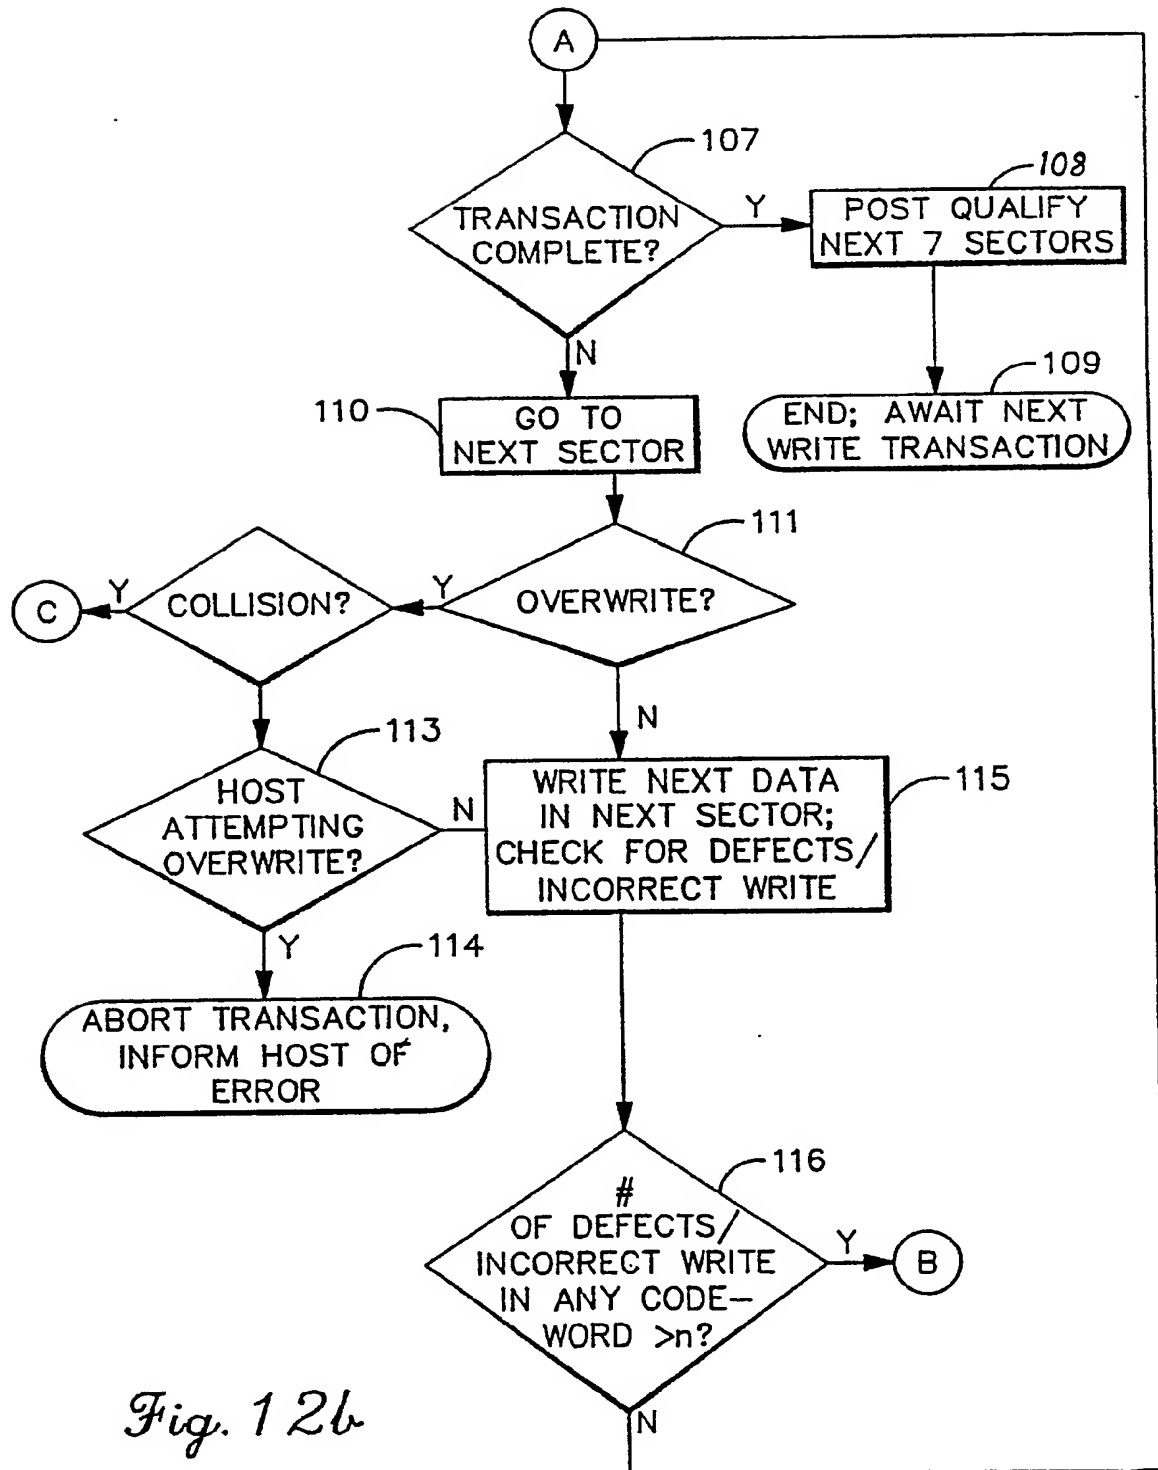 A
107
TRANSACTION
COMPLETE?
Y
108
POST QUALIFY
NEXT 7 SECTORS
N
109
END; AWAIT NEXT
WRITE TRANSACTION
110
GO TO
NEXT SECTOR
111
OVERWRITE?
Y
COLLISION?
Y
C
N
113
HOST
ATTEMPTING
OVERWRITE?
N
115
WRITE NEXT DATA
IN NEXT SECTOR;
CHECK FOR DEFECTS/
INCORRECT WRITE
Y
114
ABORT TRANSACTION,
INFORM HOST OF
ERROR
116
#
OF DEFECTS/
INCORRECT WRITE
IN ANY CODE-
WORD >n?
Y
B
N
Fig. 12b